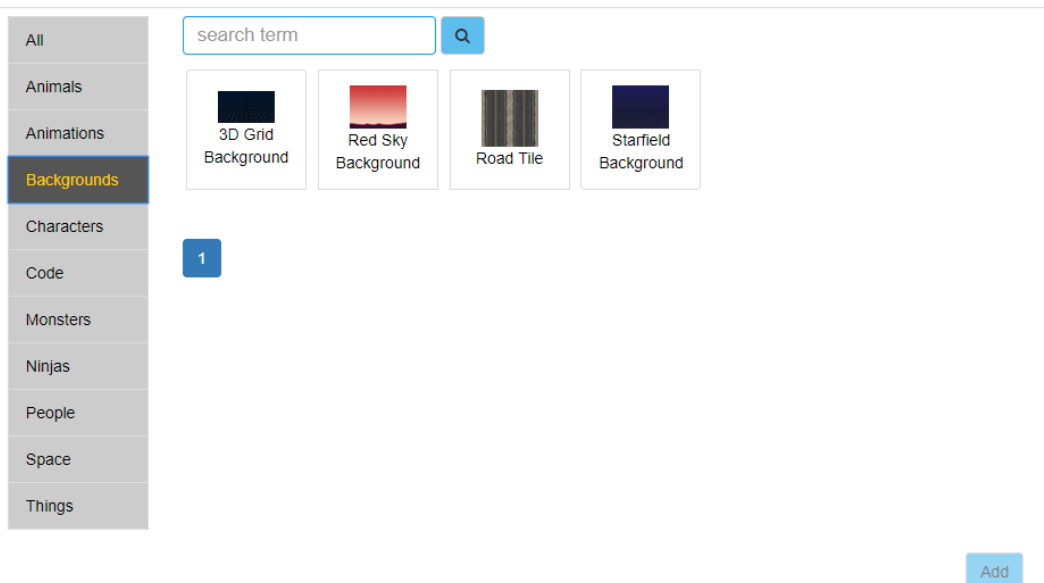 All
Animals
Animations
Backgrounds
Characters
Code
Monsters
Ninjas
People
Space
Things
search term
3D Grid
Background
Red Sky
Background
Road Tile
Starfield
Background
1
Add